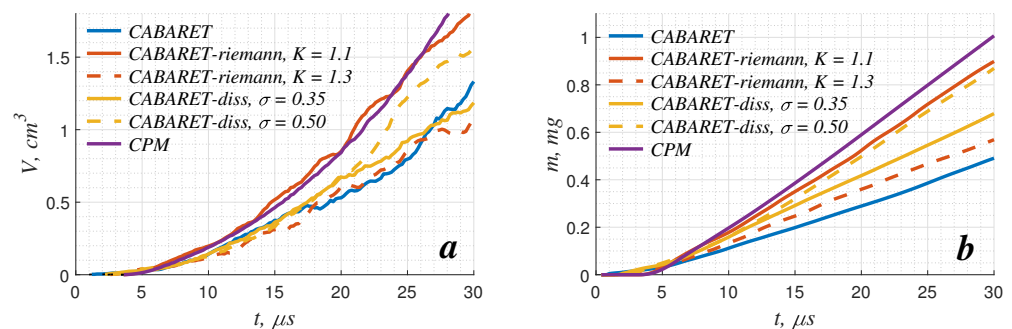 CABARET
CABARET-riemann, K = 1.1
CABARET-riemann, K = 1.3
CABARET-diss, σ = 0.35
CABARET-diss, σ = 0.50
CPM
V, cm³
1.5
1
0.5
0
0 5 10 15 20 25 30
t, μs
a
CABARET
CABARET-riemann, K = 1.1
CABARET-riemann, K = 1.3
CABARET-diss, σ = 0.35
CABARET-diss, σ = 0.50
CPM
m, mg
1
0.8
0.6
0.4
0.2
0
0 5 10 15 20 25 30
t, μs
b